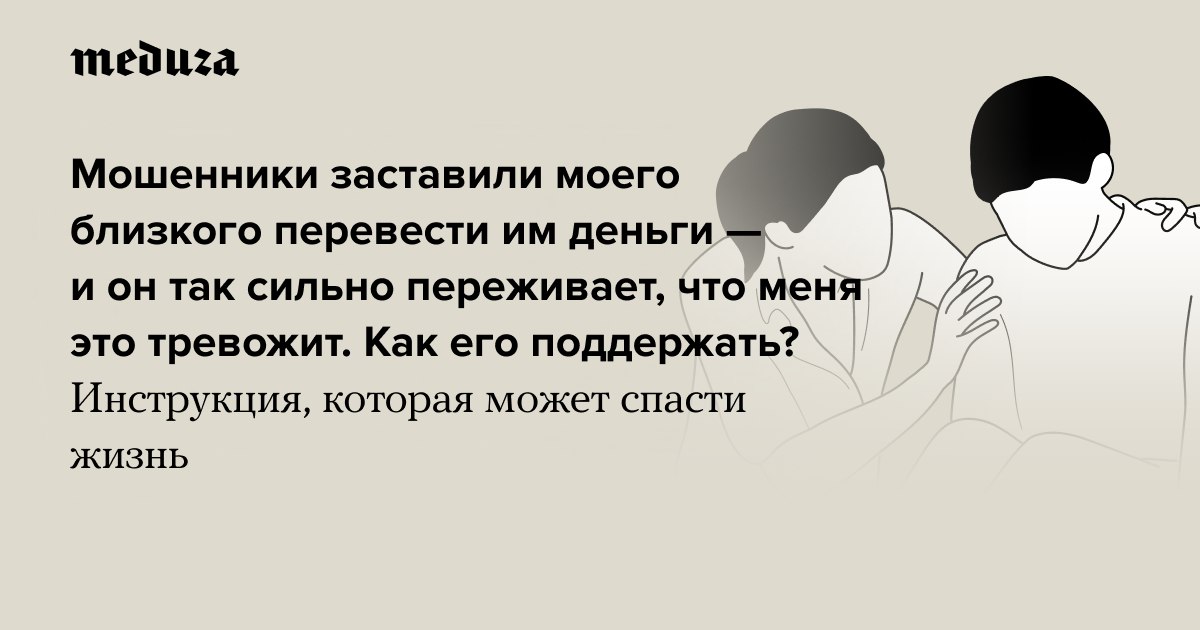 meduza
Мошенники заставили моего
близкого перевести им деньги —
и он так сильно переживает, что меня
это тревожит. Как его поддержать?
Инструкция, которая может спасти
жизнь